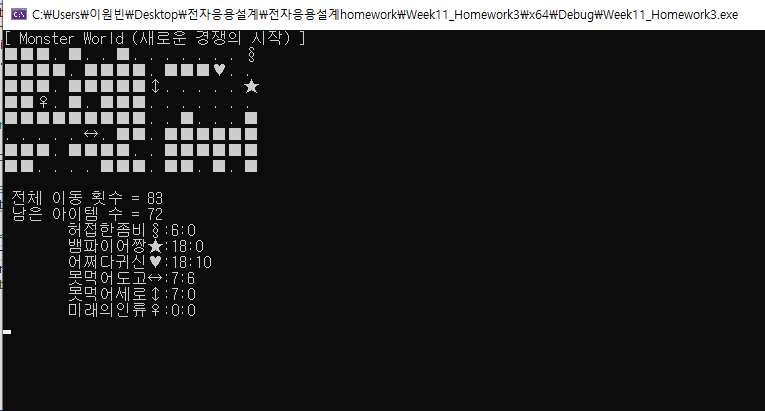 C:\Users\이원빈\Desktop\전자응용설계\전자응용설계homework\Week11_Homework3\x64\Debug\Week11_Homework3.exe
[ Monster World (새로운 경쟁의 시작) ]
■■■.■..■.......§
■■■■.■■■■.■■■♥..
■■■.■■■■■↕.....★
■■♀.■.■■■.......
■■■■■■■■■..■...■
.....↔.■■.■■■■■■
■■■.■■■■..■■■■■■
■■....■■■.■■.■.■
전체 이동 횟수 = 83
남은 아이템 수 = 72
허접한좀비§:6:0
뱀파이어짱★:18:0
어쩌다귀신♥:18:10
못먹어도고↔:7:6
못먹어세로↕:7:0
미래의인류♀:0:0